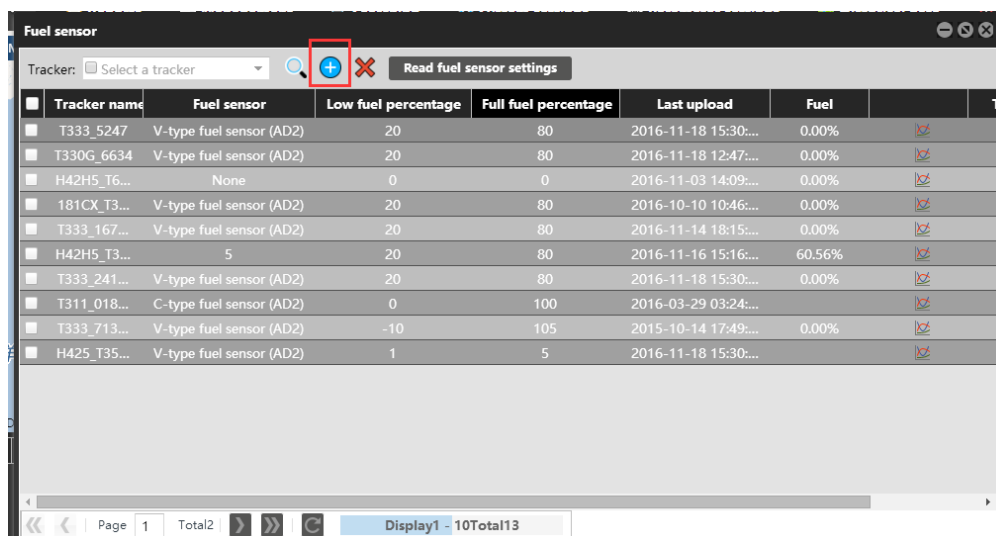 Fuel sensor
Tracker: Select a tracker Read fuel sensor settings
Tracker name Fuel sensor Low fuel percentage Full fuel percentage Last upload Fuel
T333_5247 V-type fuel sensor (AD2) 20 80 2016-11-18 15:30:... 0.00%
T330G_6634 V-type fuel sensor (AD2) 20 80 2016-11-18 12:47:... 0.00%
H42H5_T6... None 0 0 2016-11-03 14:09:... 0.00%
181CX_T3... V-type fuel sensor (AD2) 20 80 2016-10-10 10:46:... 0.00%
T333_167... V-type fuel sensor (AD2) 20 80 2016-11-14 18:15:... 0.00%
H42H5_T3... 5 20 80 2016-11-16 15:16:... 60.56%
T333_241... V-type fuel sensor (AD2) 20 80 2016-11-18 15:30:... 0.00%
T311_018... C-type fuel sensor (AD2) 0 100 2016-03-29 03:24:...
T333_713... V-type fuel sensor (AD2) -10 105 2015-10-14 17:49:... 0.00%
H425_T35... V-type fuel sensor (AD2) 1 5 2016-11-18 15:30:...
Page 1 Total2 Display1 - 10Total13